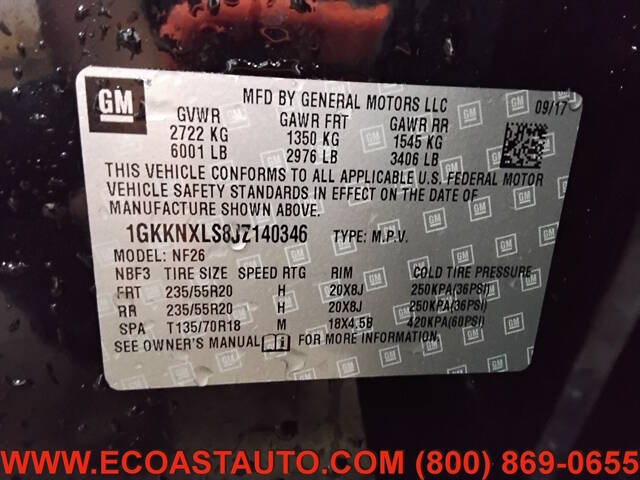 GM
MFD BY GENERAL MOTORS LLC
09/17
GVWR GAWR FRT GAWR RR
2722 KG 1350 KG 1545 KG
6001 LB 2976 LB 3406 LB
THIS VEHICLE CONFORMS TO ALL APPLICABLE U.S. FEDERAL MOTOR
VEHICLE SAFETY STANDARDS IN EFFECT ON THE DATE OF
MANUFACTURE SHOWN ABOVE.
1GKKNXLS8JZ140346 TYPE: M.P.V.
MODEL: NF26
NBF3 TIRE SIZE SPEED RTG RIM COLD TIRE PRESSURE
FRT 235/55R20 H 20X8J 250KPA(36PSI)
RR 235/55R20 H 20X8J 250KPA(36PSI)
SPA T135/70R18 M 18X4.5B 420KPA(60PSI)
SEE OWNER'S MANUAL FOR MORE INFORMATION.
WWW.ECOASTAUTO.COM (800) 869-0655